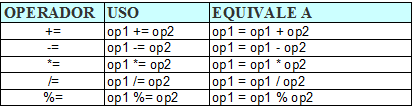 OPERADOR USO EQUIVALE A
+= op1 += op2 op1 = op1 + op2
-= op1 -= op2 op1 = op1 - op2
*= op1 *= op2 op1 = op1 * op2
/= op1 /= op2 op1 = op1 / op2
%= op1 %= op2 op1 = op1 % op2